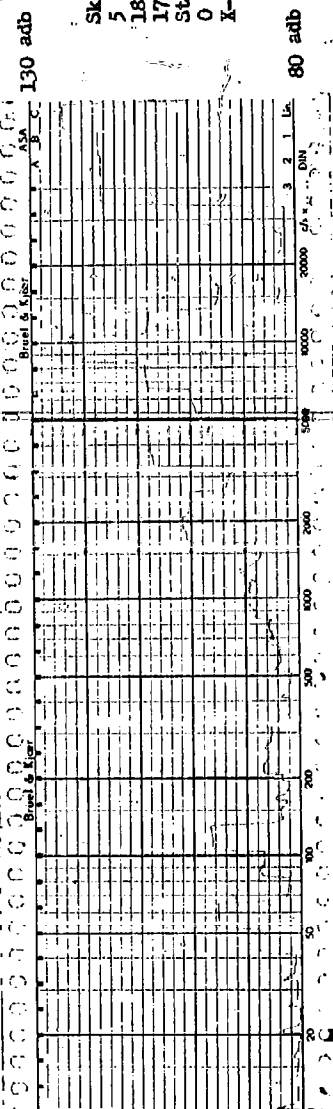 130 adb
80 adb
Sk
5
18
17
St
0
X-
Bruel & Kjær
Bruel & Kjær
ASA
A B C
20
50
100
200
500
1000
2000
5000
10000
20000
3 2 1 Lin.
DIN